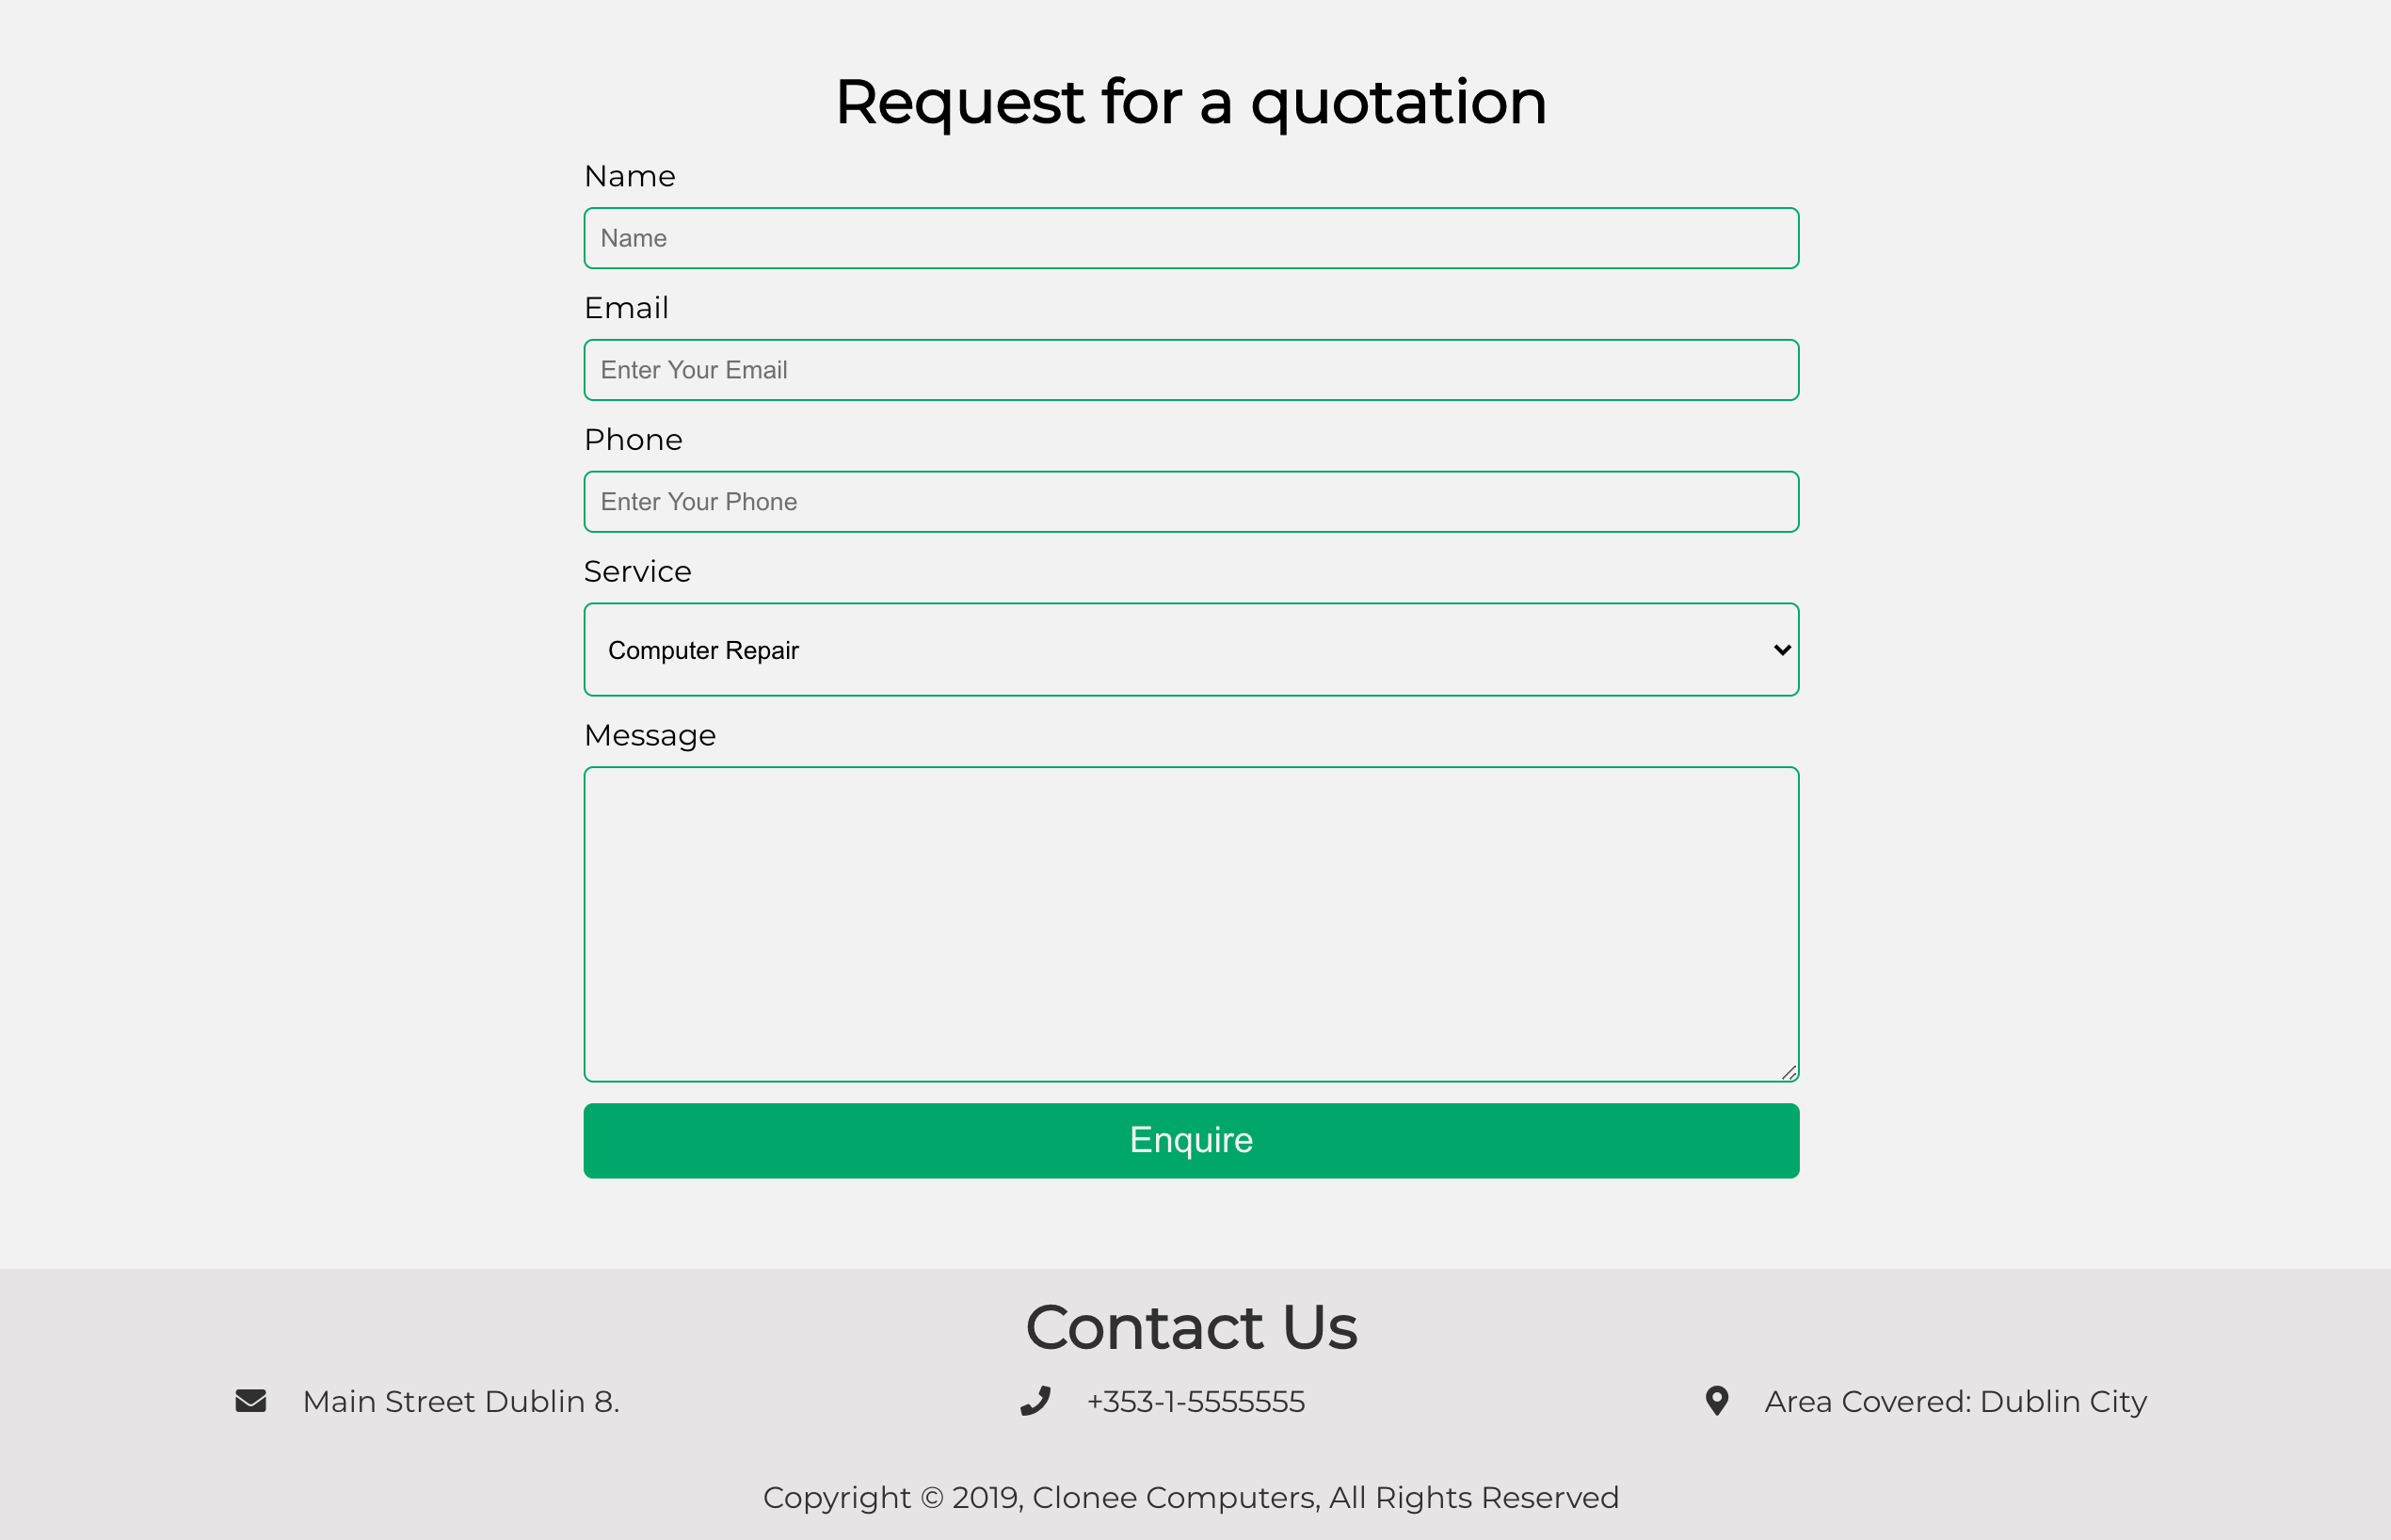 Request for a quotation
Name
Name
Email
Enter Your Email
Phone
Enter Your Phone
Service
Computer Repair
Message
Enquire
Contact Us
Main Street Dublin 8.
+353-1-5555555
Area Covered: Dublin City
Copyright © 2019, Clonee Computers, All Rights Reserved